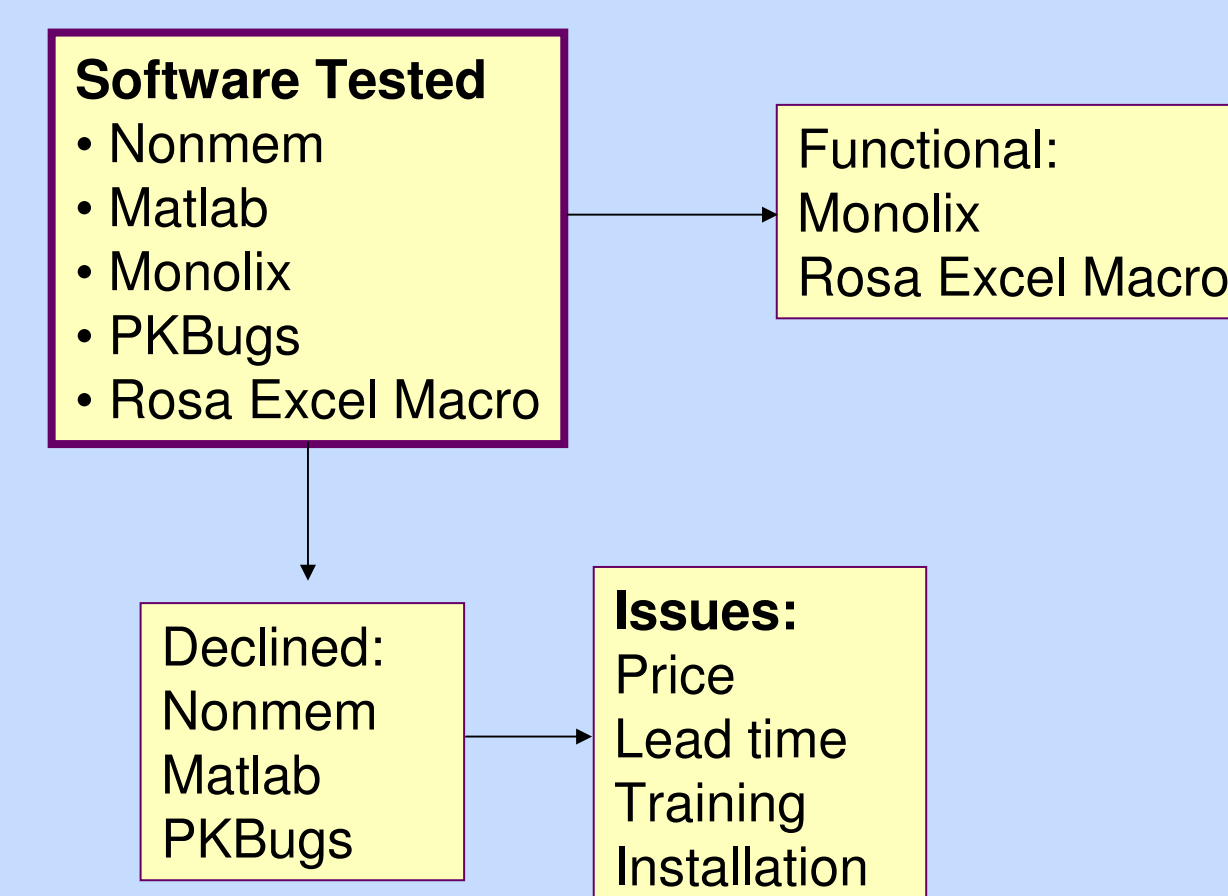 Software Tested
• Nonmem
• Matlab
• Monolix
• PKBugs
• Rosa Excel Macro
Functional:
Monolix
Rosa Excel Macro
Declined:
Nonmem
Matlab
PKBugs
Issues:
Price
Lead time
Training
Installation